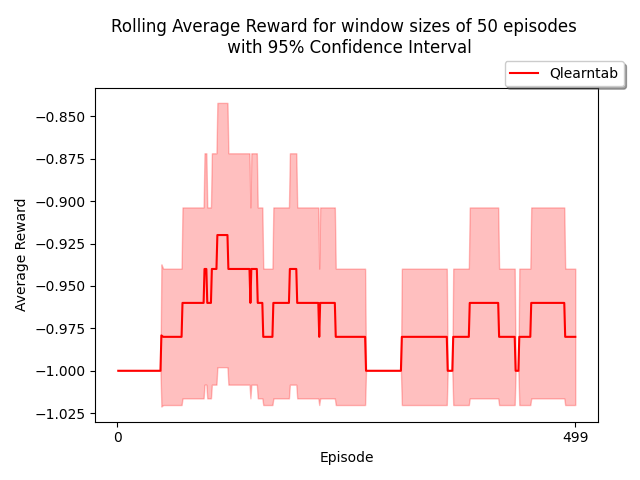 Rolling Average Reward for window sizes of 50 episodes
with 95% Confidence Interval
Qlearntab
−0.850
−0.875
−0.900
−0.925
−0.950
−0.975
−1.000
−1.025
Average Reward
0
499
Episode